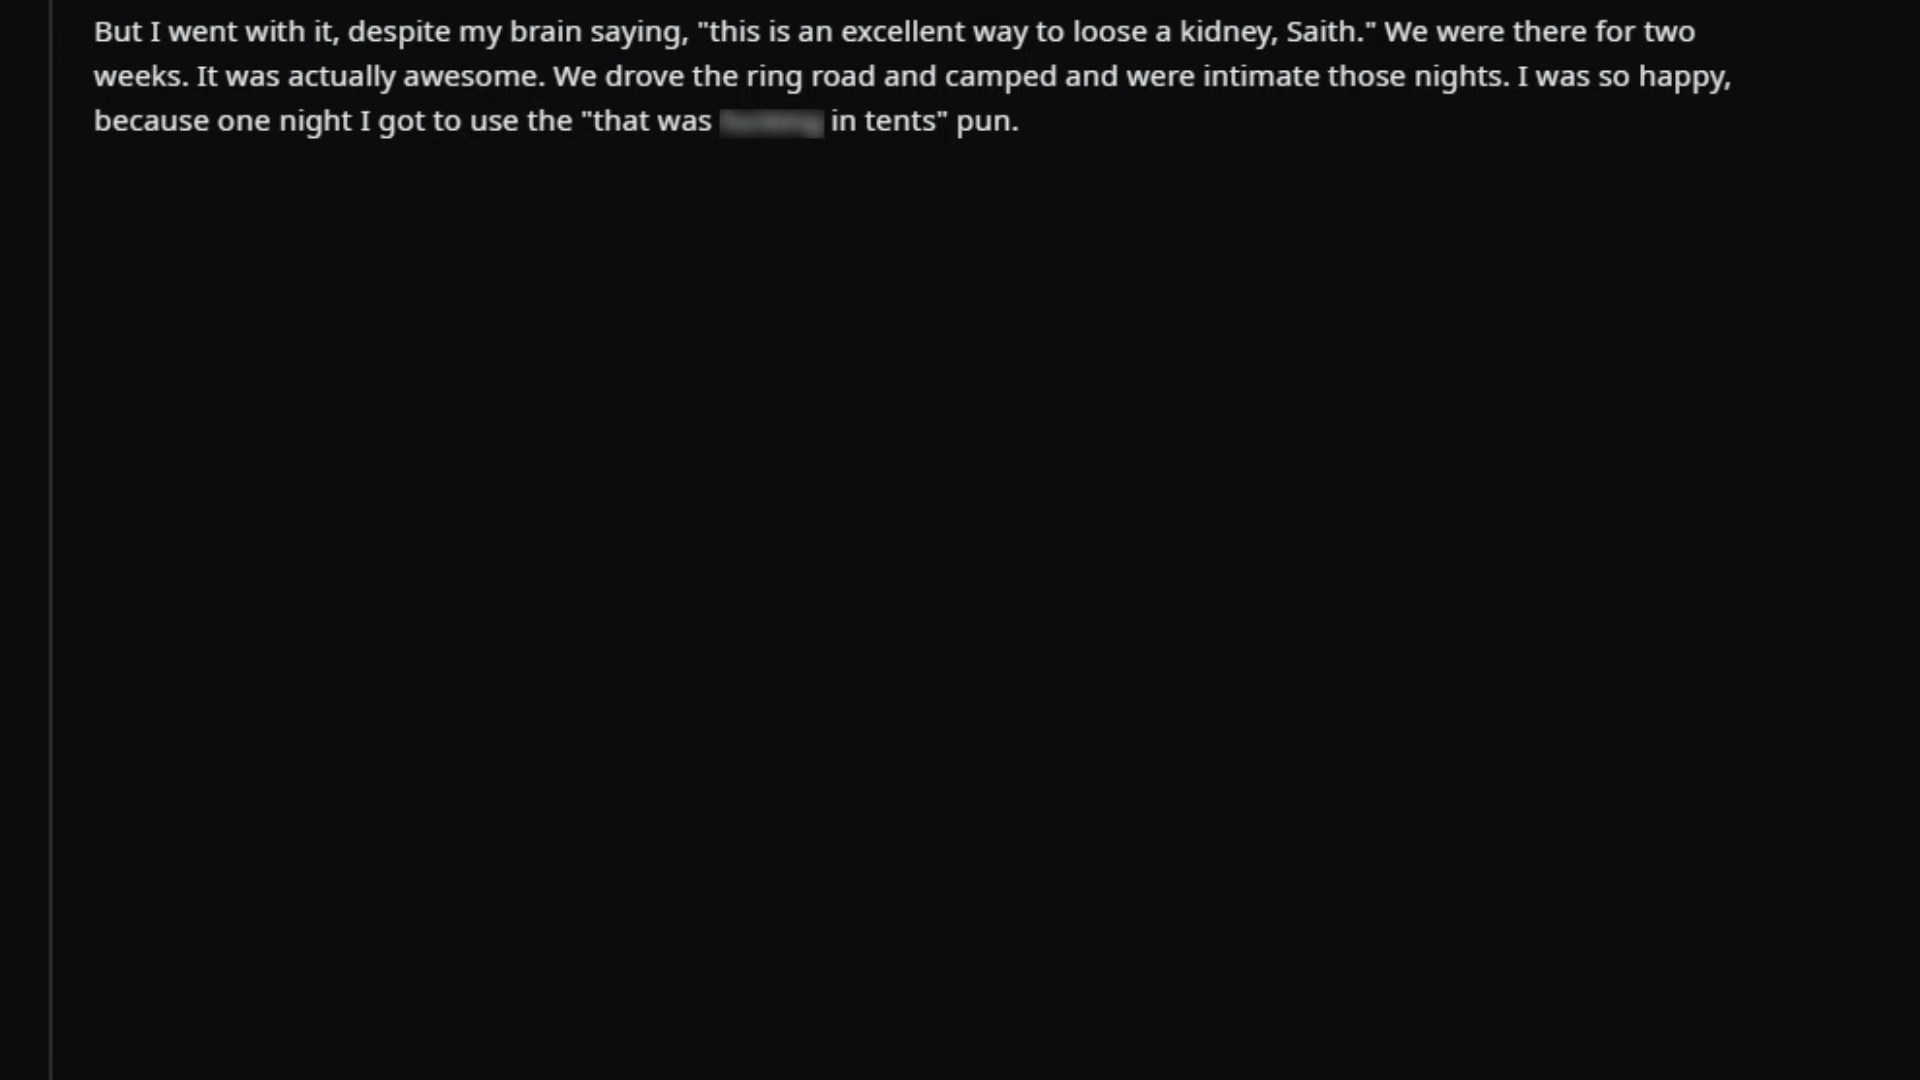 But I went with it, despite my brain saying, "this is an excellent way to loose a kidney, Saith." We were there for two
weeks. It was actually awesome. We drove the ring road and camped and were intimate those nights. I was so happy,
because one night I got to use the "that was in tents" pun.